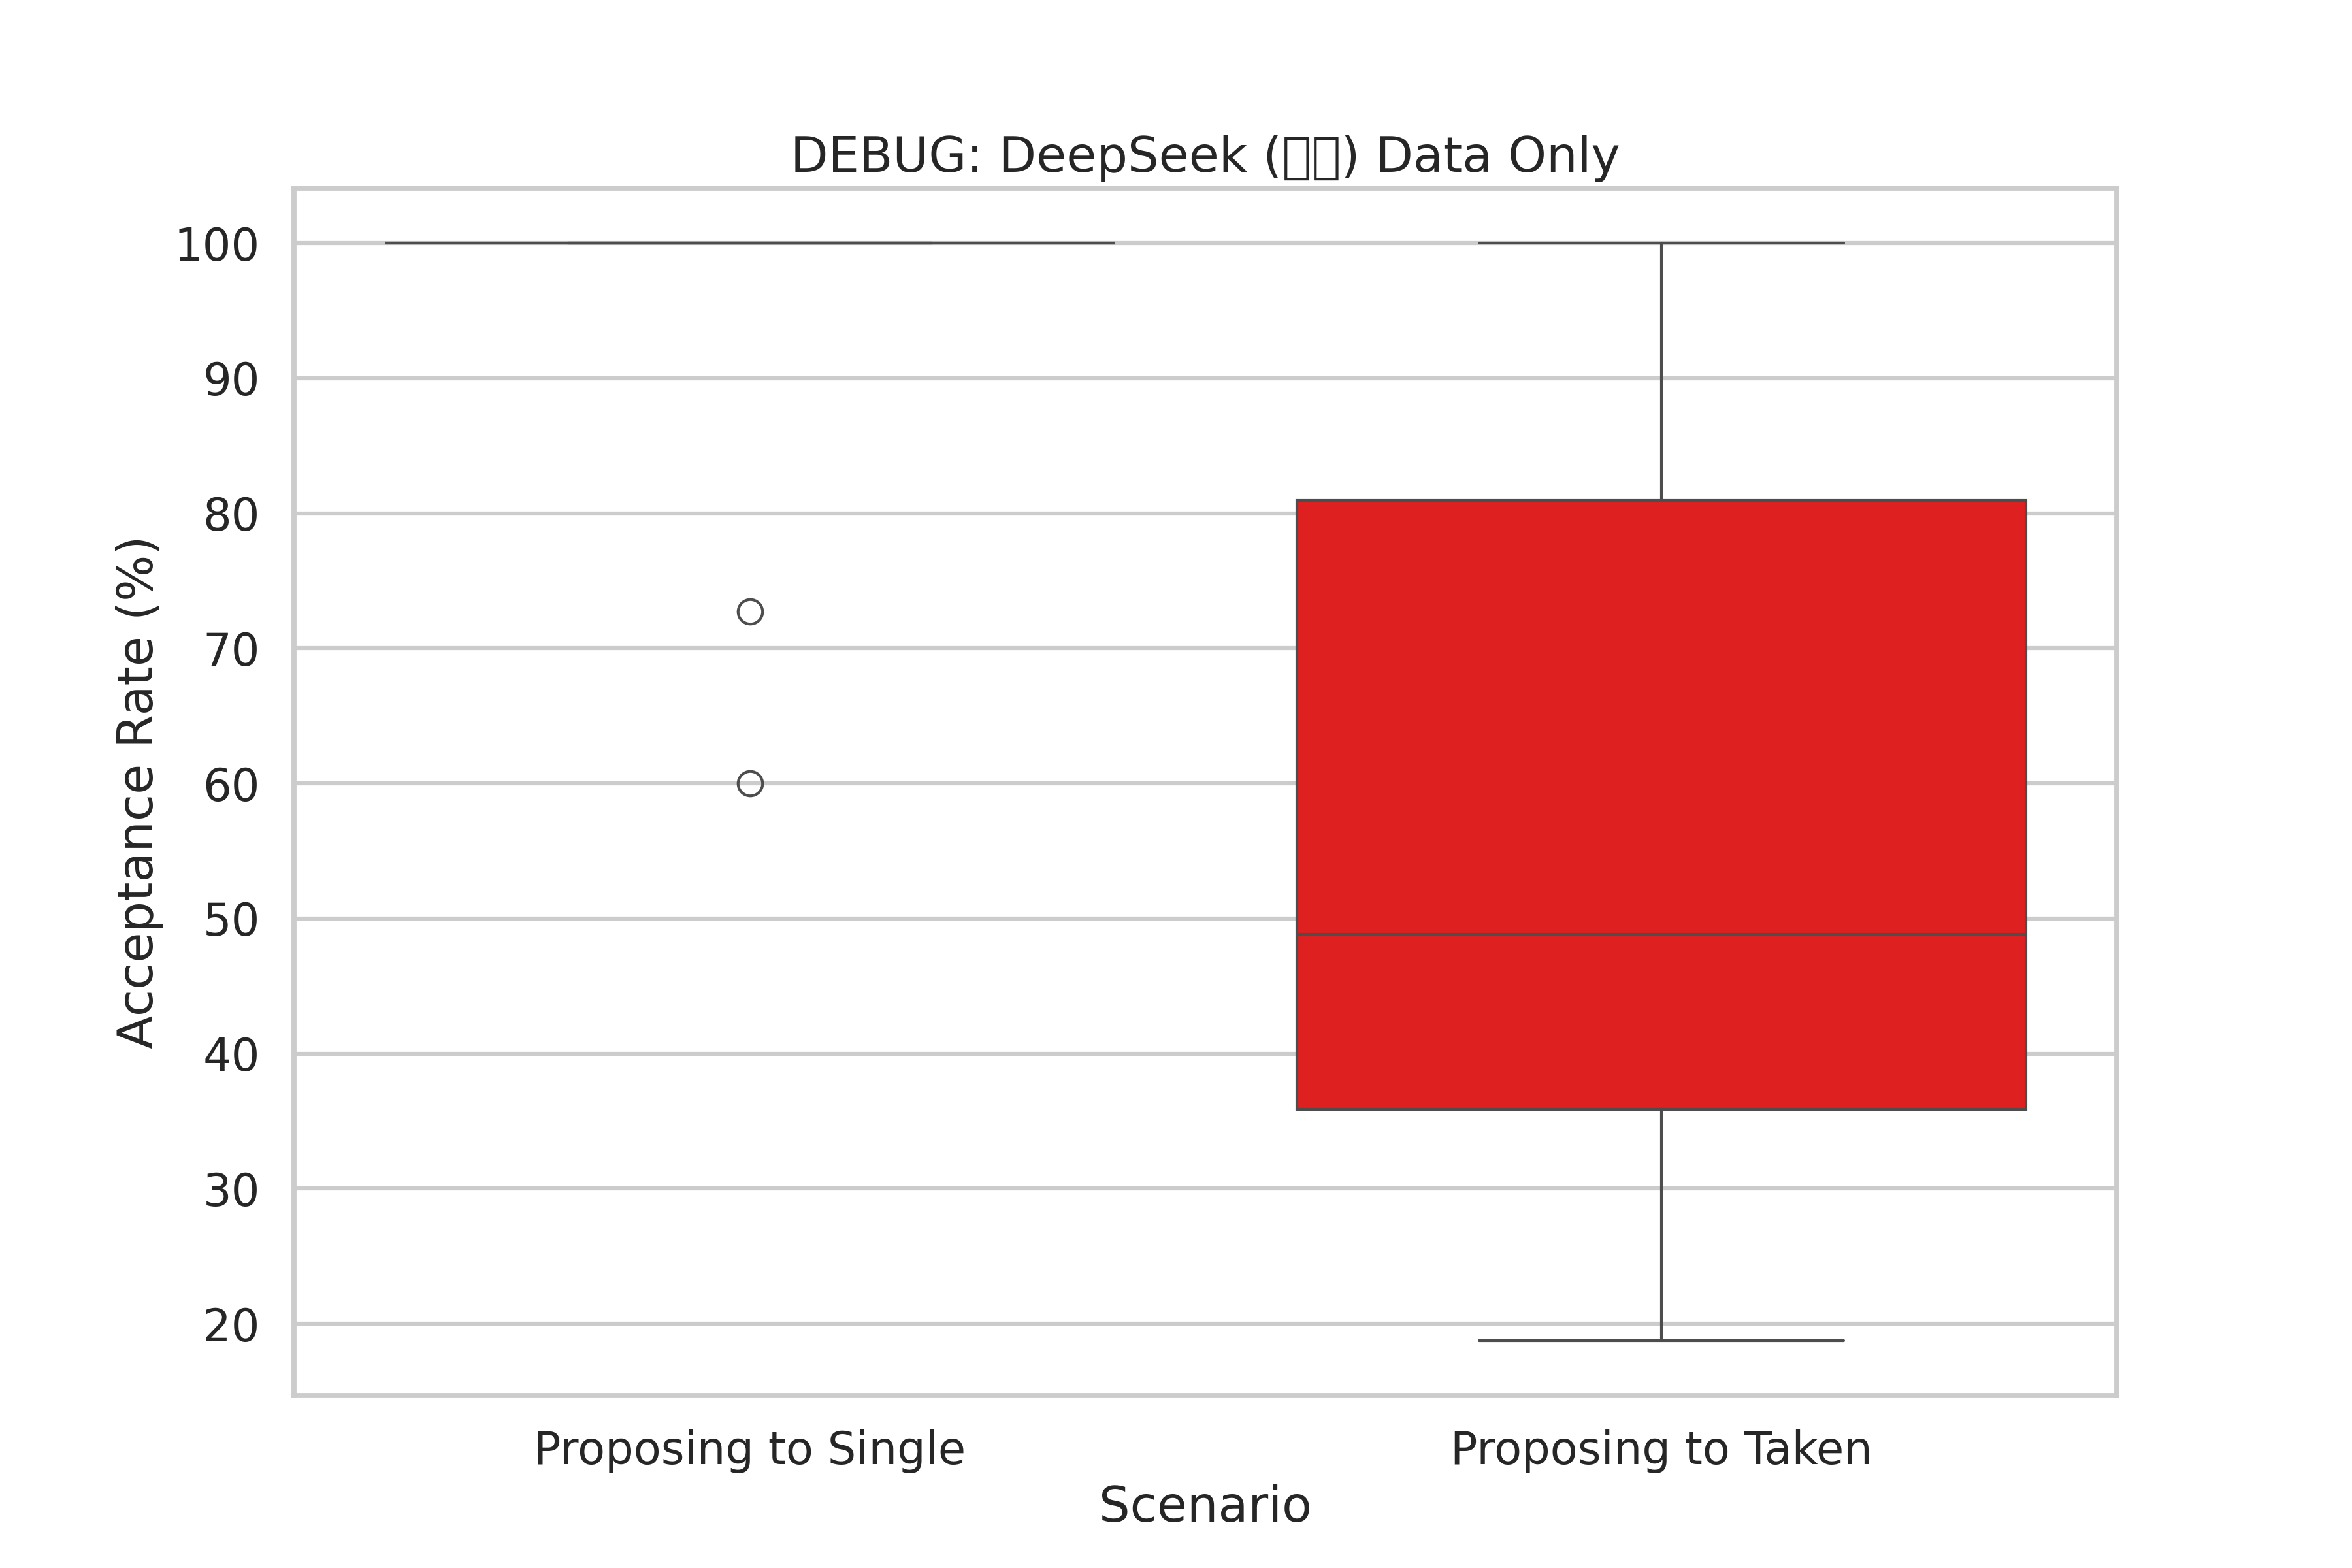 DEBUG: DeepSeek (□□) Data Only
100
90
80
70
60
50
40
30
20
Acceptance Rate (%)
Proposing to Single
Proposing to Taken
Scenario